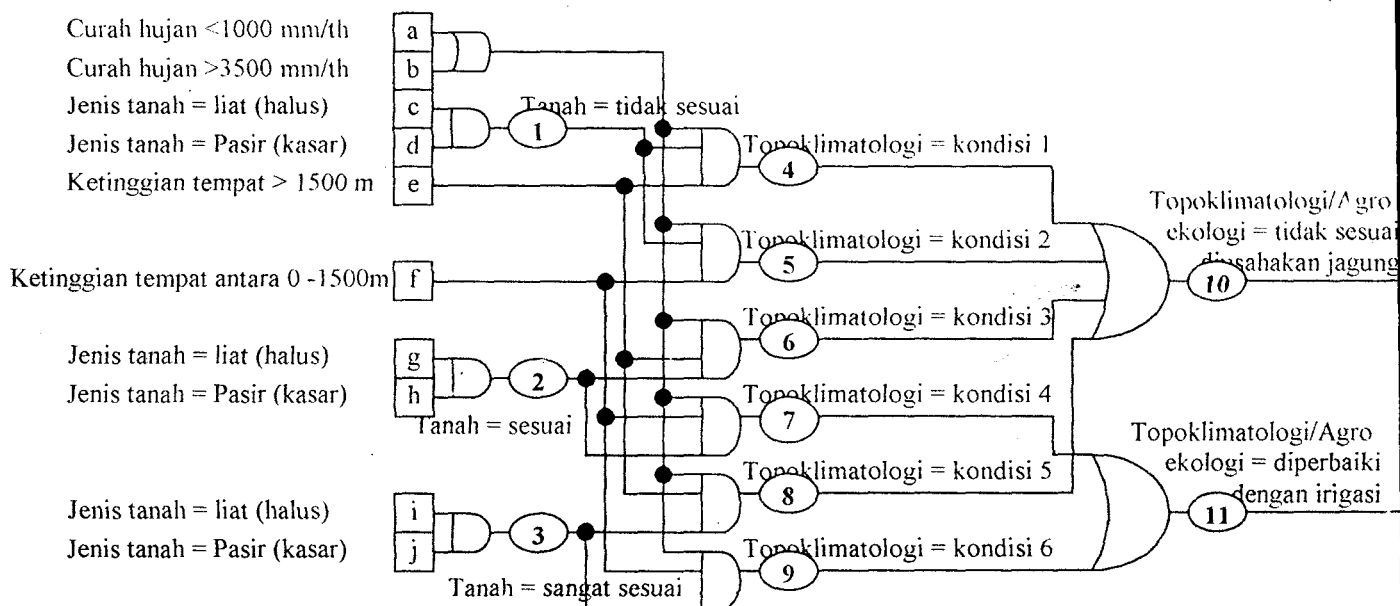 Curah hujan <1000 mm/th
a
Curah hujan >3500 mm/th
b
Jenis tanah = liat (halus)
c
Tanah = tidak sesuai
1
Jenis tanah = Pasir (kasar)
d
Topoklimatologi = kondisi 1
4
Ketinggian tempat > 1500 m
e
Topoklimatologi/Agro
ekologi = tidak sesuai
diusahakan jagung
10
Topoklimatologi = kondisi 2
5
Ketinggian tempat antara 0 -1500m
f
Topoklimatologi = kondisi 3
6
Jenis tanah = liat (halus)
g
2
Jenis tanah = Pasir (kasar)
h
Tanah = sesuai
Topoklimatologi = kondisi 4
7
Topoklimatologi/Agro
ekologi = diperbaiki
dengan irigasi
11
Topoklimatologi = kondisi 5
8
Jenis tanah = liat (halus)
i
3
Jenis tanah = Pasir (kasar)
j
Topoklimatologi = kondisi 6
9
Tanah = sangat sesuai